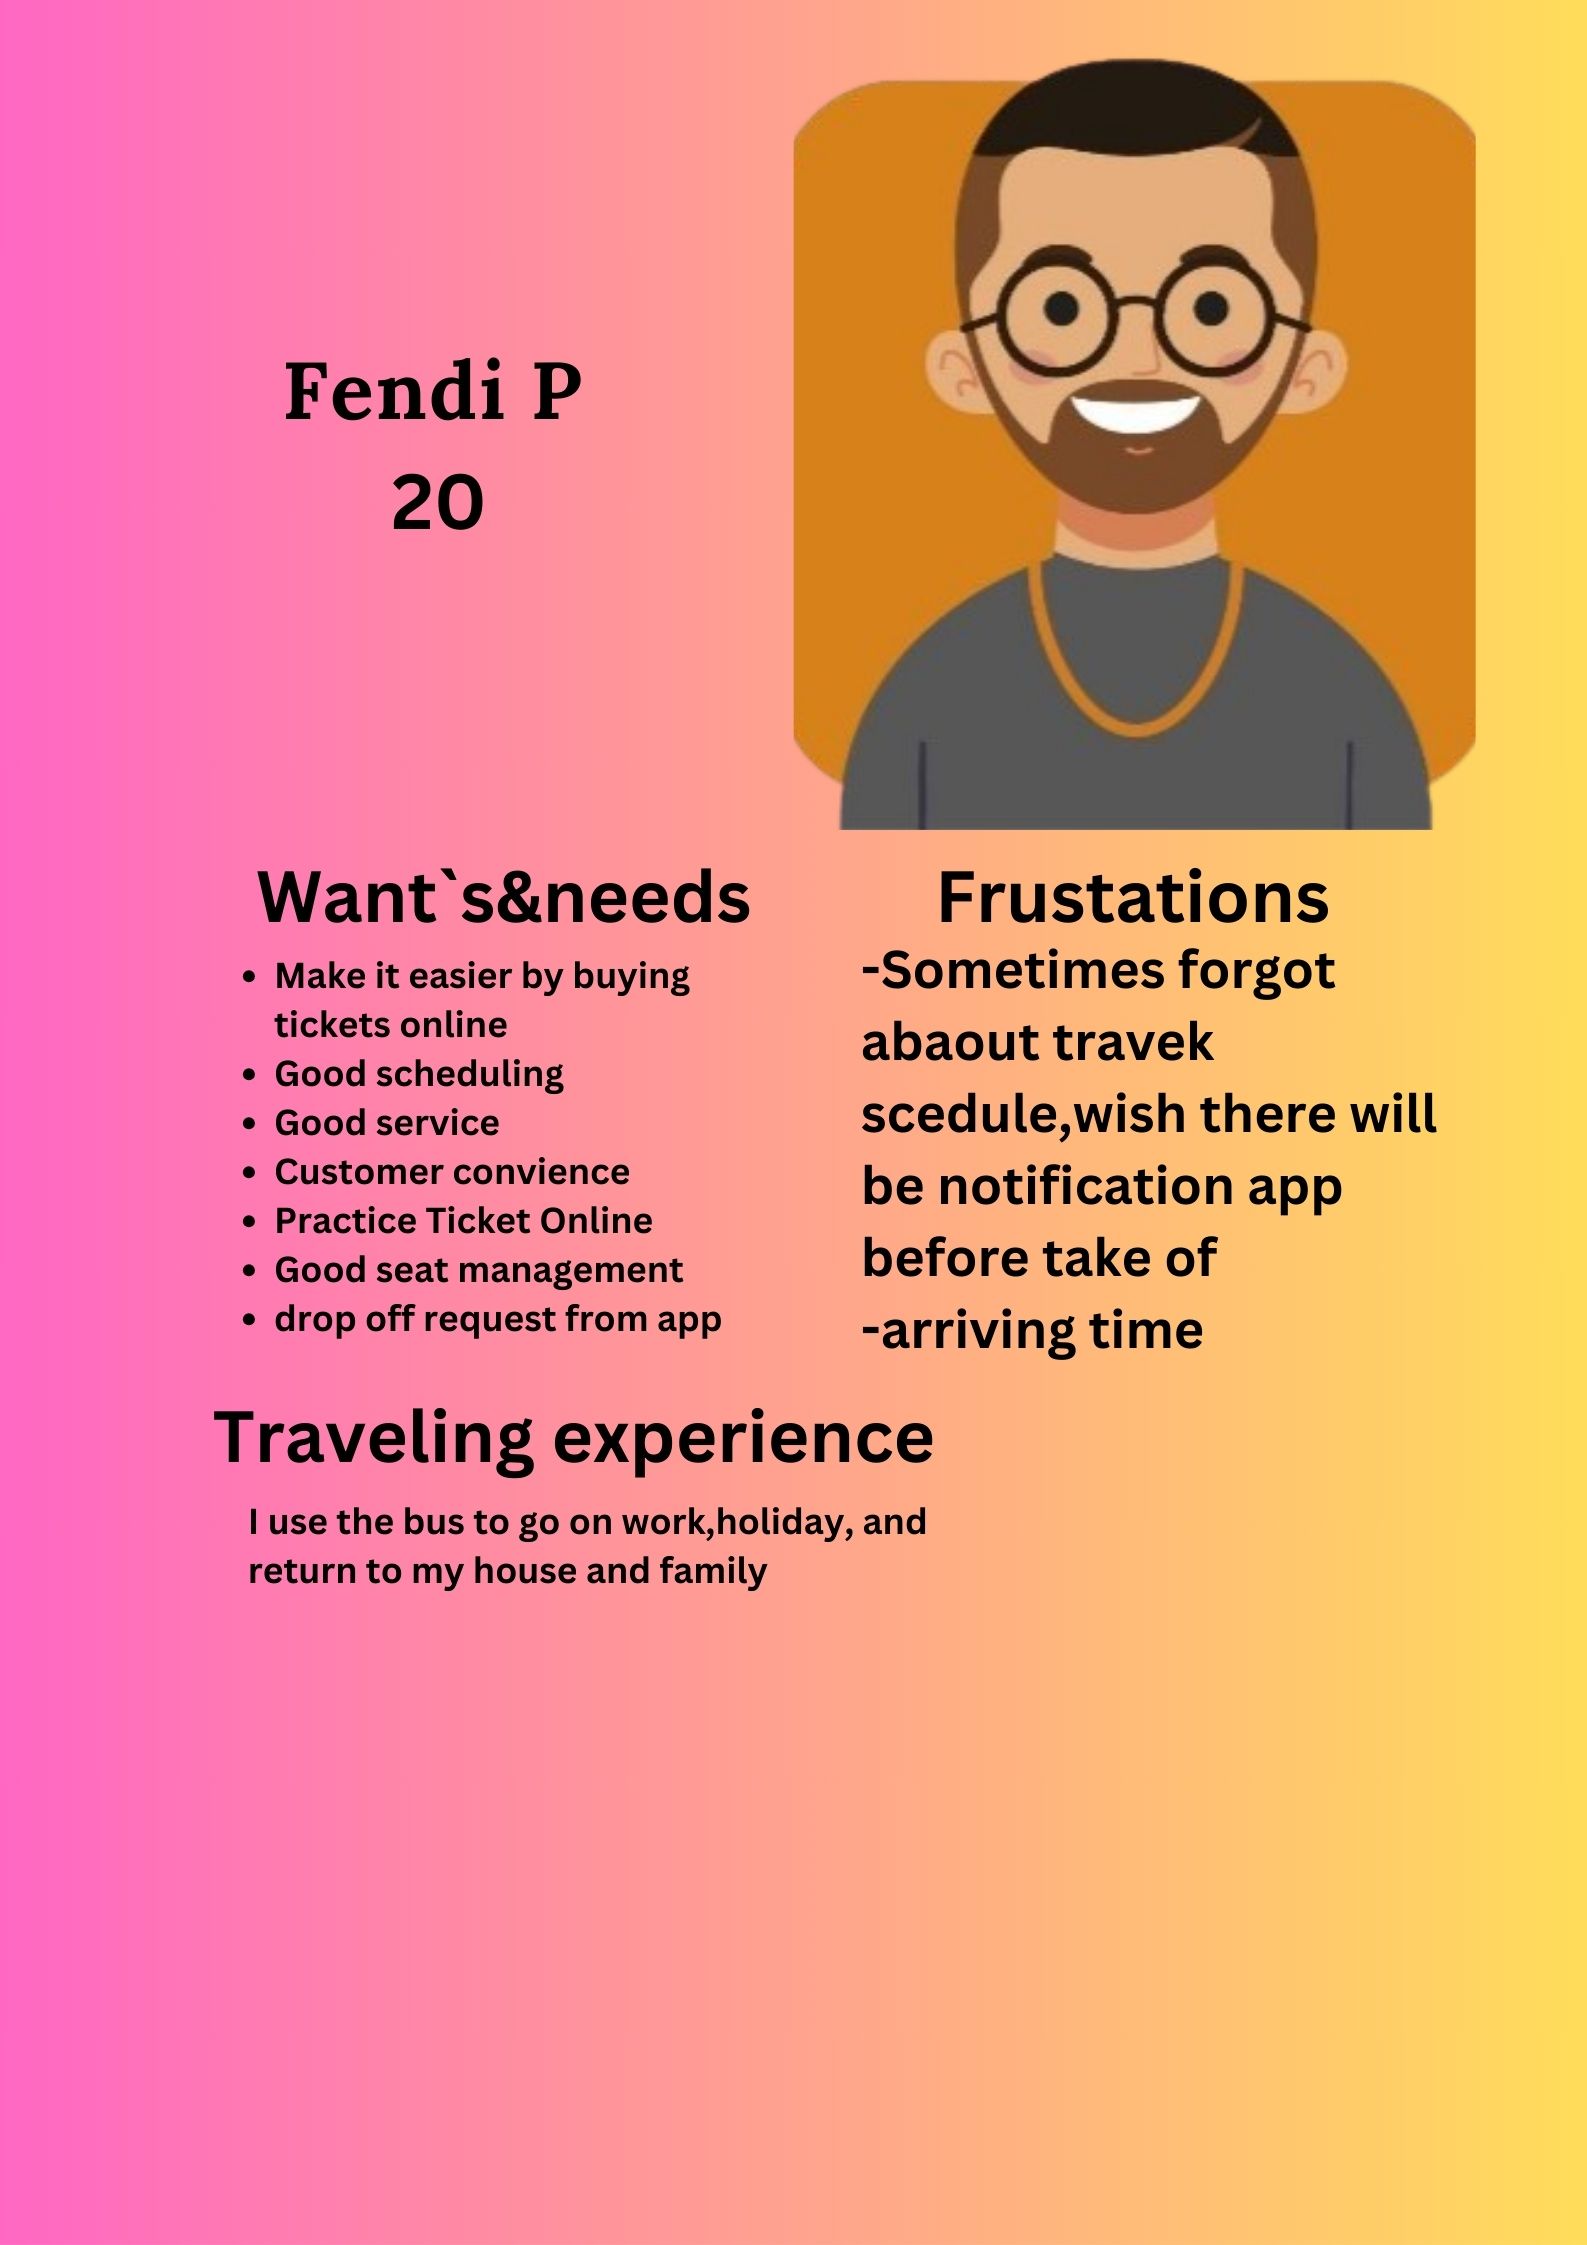 Fendi P
20
Want`s&needs
Make it easier by buying
tickets online
Good scheduling
Good service
Customer convience
Practice Ticket Online
Good seat management
drop off request from app
Frustations
-Sometimes forgot
abaout travek
scedule,wish there will
be notification app
before take of
-arriving time
Traveling experience
I use the bus to go on work,holiday, and
return to my house and family